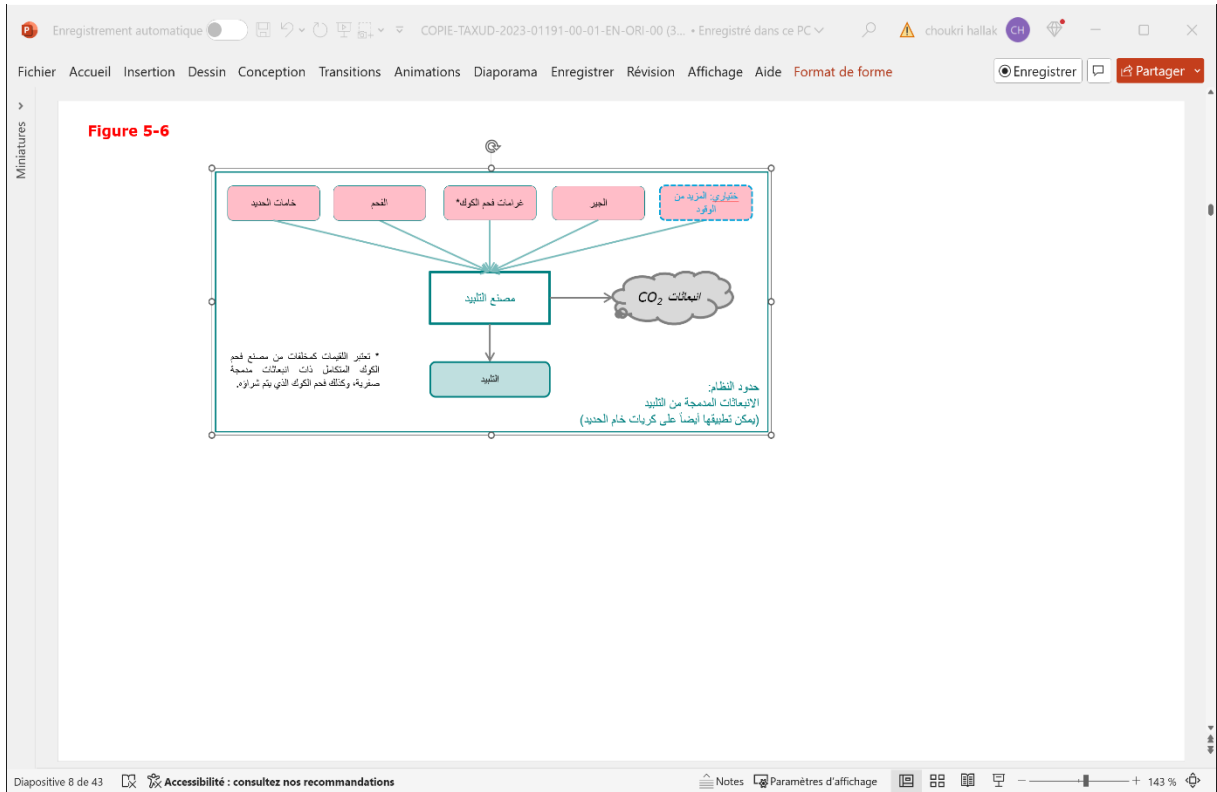 Enregistrement automatique
COPIE-TAXUD-2023-01191-00-01-EN-ORI-00 (3... • Enregistré dans ce PC
choukri hallak
CH
Fichier Accueil Insertion Dessin Conception Transitions Animations Diaporama Enregistrer Révision Affichage Aide Format de forme
Enregistrer
Partager
Miniatures
Figure 5-6
خامات الحديد
الفحم
غرامات فحم الكوك*
الجير
ختياري: المزيد من
الوقود
مصنع التلبيد
انبعاثات CO₂
التلبيد
* تعتبر اللقيمات كمخلفات من مصنع فحم
الكوك المتكامل ذات انبعاثات مدمجة
صفرية، وكذلك فحم الكوك الذي يتم شراؤه.
حدود النظام:
الانبعاثات المدمجة من التلبيد
(يمكن تطبيقها أيضاً على كريات خام الحديد)
Diapositive 8 de 43
Accessibilité : consultez nos recommandations
Notes
Paramètres d'affichage
143 %